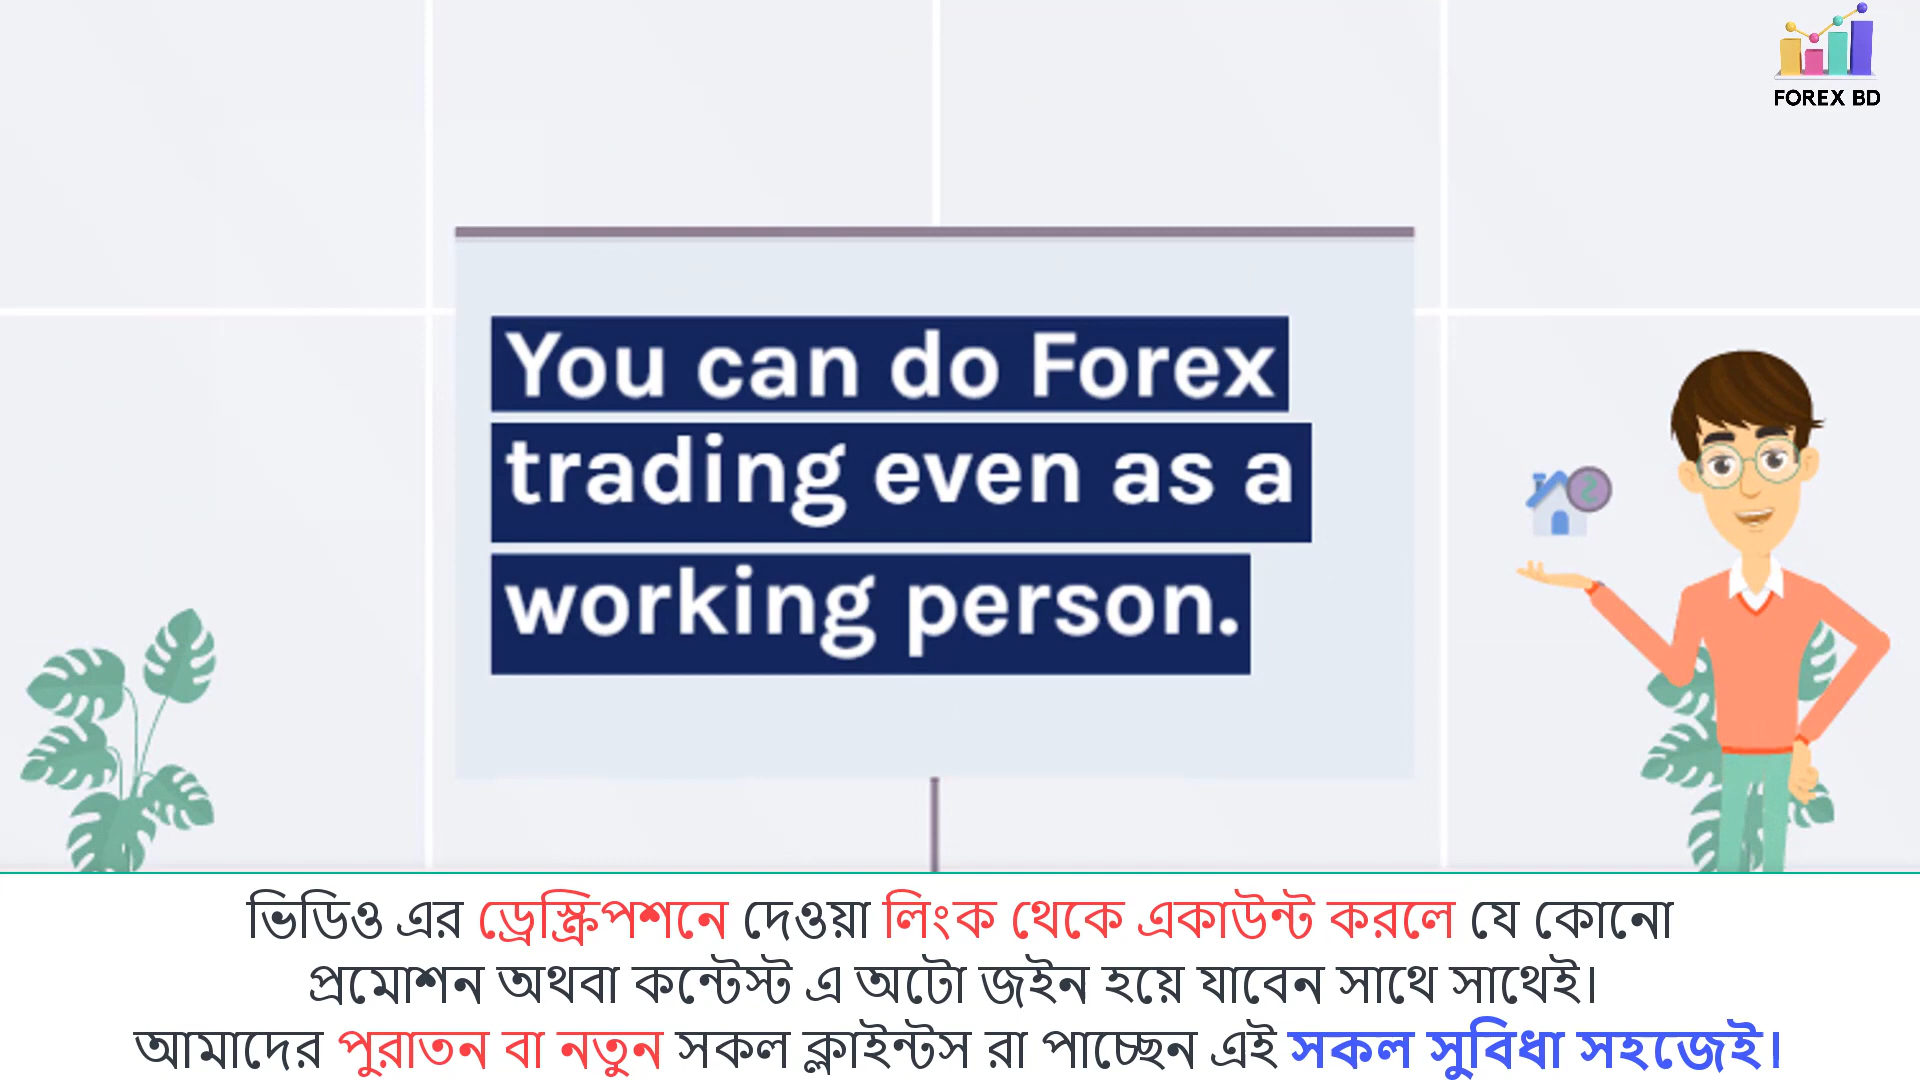 FOREX BD
You can do Forex
trading even as a
working person.
ভিডিও এর ড্রেস্ক্রিপশনে দেওয়া লিংক থেকে একাউন্ট করলে যে কোনো
প্রমোশন অথবা কন্টেস্ট এ অটো জইন হয়ে যাবেন সাথে সাথেই।
আমাদের পুরাতন বা নতুন সকল ক্লাইন্টস রা পাচ্ছেন এই সকল সুবিধা সহজেই।